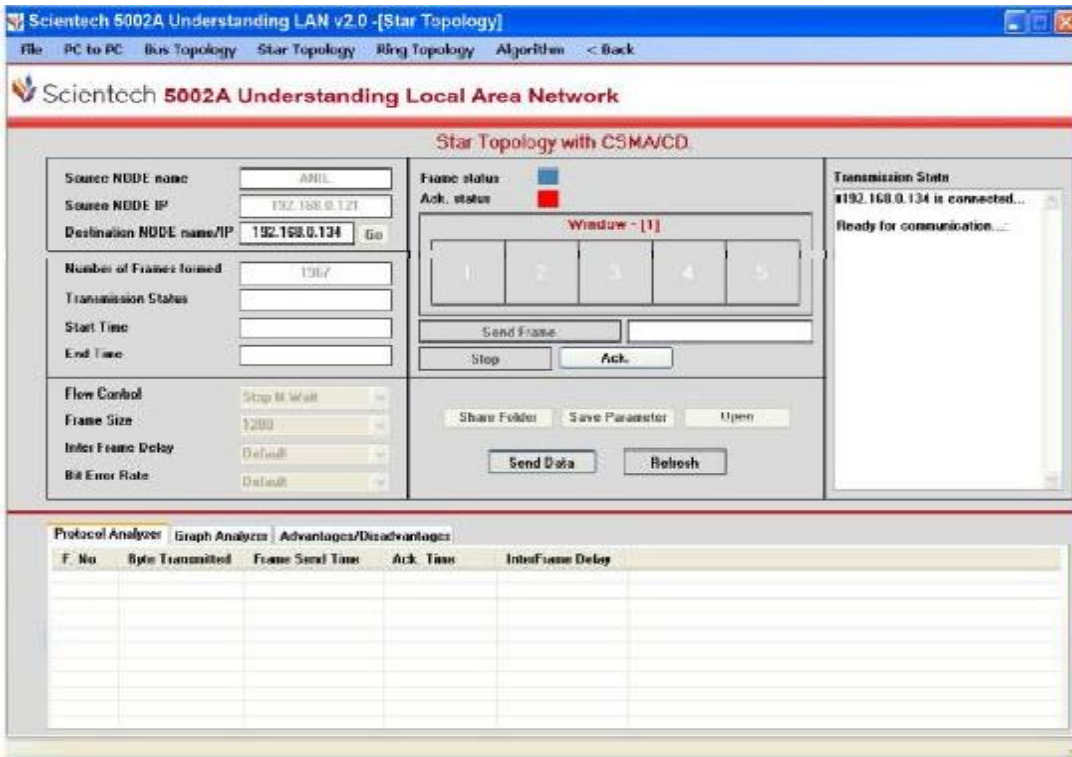 Scientech 5002A Understanding LAN v2.0 -[Star Topology]
File PC to PC Bus Topology Star Topology Ring Topology Algorithm < Back
Scientech 5002A Understanding Local Area Network
Star Topology with CSMA/CD
Source NODE name ANIL
Source NODE IP 192.168.0.121
Destination NODE name/IP 192.168.0.134 Go
Number of Frames formed 1967
Transmission Status
Start Time
End Time
Flow Control Stop N Wait
Frame Size 1280
Inter Frame Delay Default
Bit Error Rate Default
Frame status
Ack. status
Window - [1]
1 2 3 4 5
Send Frame
Stop Ack.
Share Folder Save Parameter Open
Send Data Refresh
Transmission State
192.168.0.134 is connected...
Ready for communication...:
Protocol Analyzer Graph Analyzer Advantages/Disadvantages
F. No Byte Transmitted Frame Send Time Ack. Time InterFrame Delay